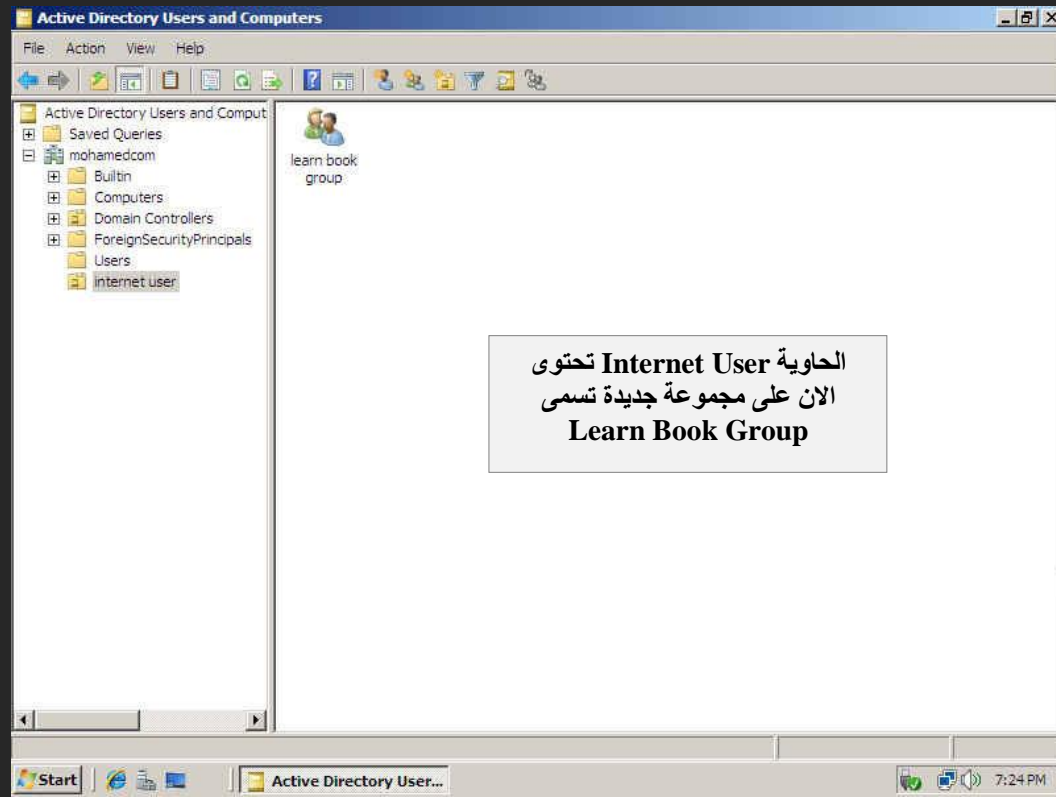 Active Directory Users and Computers
File Action View Help
Active Directory Users and Comput
Saved Queries
mohamedcom
Builtin
Computers
Domain Controllers
ForeignSecurityPrincipals
Users
internet user
learn book
group
الحاوية Internet User تحتوى
الان على مجموعة جديدة تسمى
Learn Book Group
Start
Active Directory User...
7:24 PM